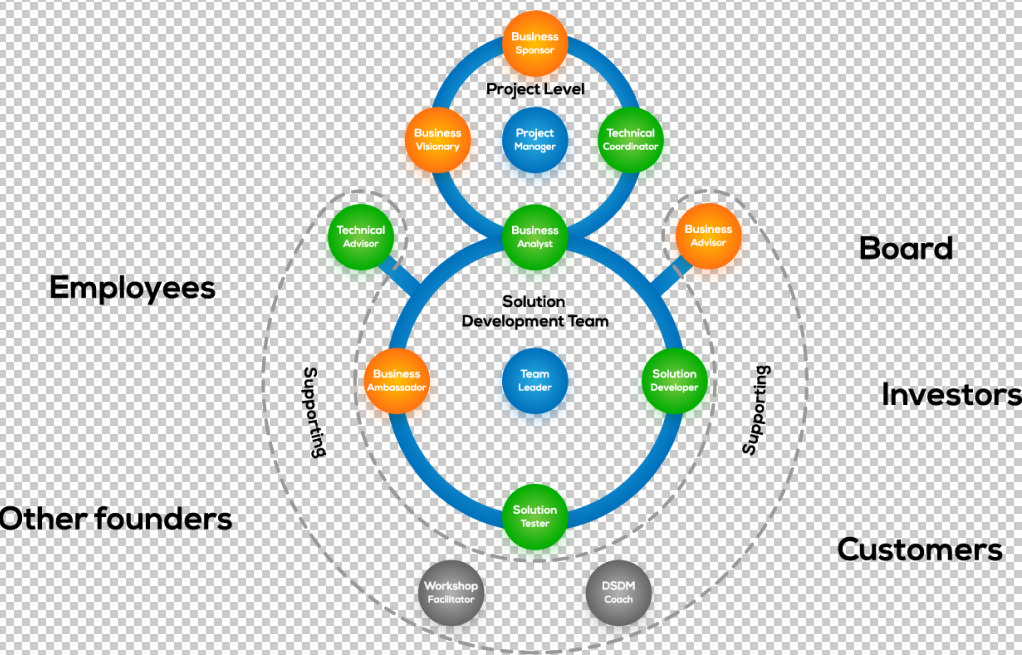 Business
Sponsor
Project Level
Business
Visionary
Project
Manager
Technical
Coordinator
Technical
Advisor
Business
Analyst
Business
Advisor
Board
Employees
Solution
Development Team
Business
Ambassador
Team
Leader
Solution
Developer
Supporting
Supporting
Investors
Other founders
Solution
Tester
Customers
Workshop
Facilitator
DSDM
Coach